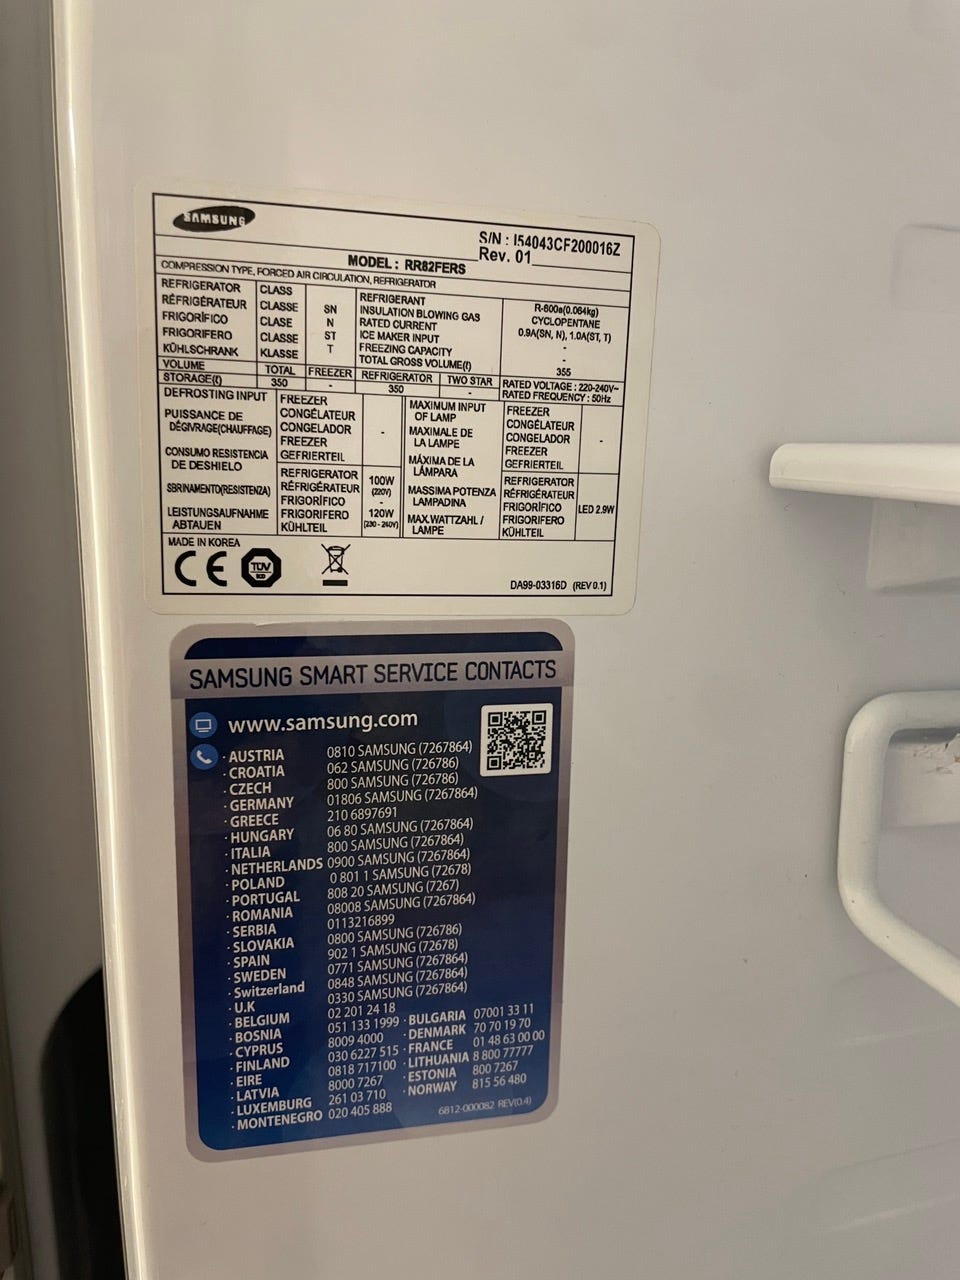 SAMSUNG
S/N : I54043CF200016Z
Rev. 01
MODEL : RR82FERS
COMPRESSION TYPE, FORCED AIR CIRCULATION, REFRIGERATOR
REFRIGERATOR
RÉFRIGÉRATEUR
FRIGORÍFICO
FRIGORIFERO
KÜHLSCHRANK
CLASS
CLASSE
CLASE
CLASSE
KLASSE
SN
N
ST
T
REFRIGERANT
INSULATION BLOWING GAS
RATED CURRENT
ICE MAKER INPUT
FREEZING CAPACITY
TOTAL GROSS VOLUME(ℓ)
R-600a(0.064kg)
CYCLOPENTANE
0.9A(SN, N), 1.0A(ST, T)
-
-
355
VOLUME TOTAL FREEZER REFRIGERATOR TWO STAR
STORAGE(ℓ) 350 - 350 -
RATED VOLTAGE : 220-240V~
RATED FREQUENCY : 50Hz
DEFROSTING INPUT
PUISSANCE DE
DÉGIVRAGE(CHAUFFAGE)
CONSUMO RESISTENCIA
DE DESHIELO
SBRINAMENTO(RESISTENZA)
LEISTUNGSAUFNAHME
ABTAUEN
FREEZER
CONGÉLATEUR
CONGELADOR
FREEZER
GEFRIERTEIL
-
REFRIGERATOR
RÉFRIGÉRATEUR
FRIGORÍFICO
FRIGORIFERO
KÜHLTEIL
100W
(220V)
-
120W
(230 - 240V)
MAXIMUM INPUT
OF LAMP
MAXIMALE DE
LA LAMPE
MÁXIMA DE LA
LÁMPARA
MASSIMA POTENZA
LAMPADINA
MAX.WATTZAHL /
LAMPE
FREEZER
CONGÉLATEUR
CONGELADOR
FREEZER
GEFRIERTEIL
-
REFRIGERATOR
RÉFRIGÉRATEUR
FRIGORÍFICO
FRIGORIFERO
KÜHLTEIL
LED 2.9W
MADE IN KOREA
CE
TÜV
DA99-03316D (REV 0.1)
SAMSUNG SMART SERVICE CONTACTS
www.samsung.com
· AUSTRIA 0810 SAMSUNG (7267864)
· CROATIA 062 SAMSUNG (726786)
· CZECH 800 SAMSUNG (726786)
· GERMANY 01806 SAMSUNG (7267864)
· GREECE 210 6897691
· HUNGARY 06 80 SAMSUNG (7267864)
· ITALIA 800 SAMSUNG (7267864)
· NETHERLANDS 0900 SAMSUNG (7267864)
· POLAND 0 801 1 SAMSUNG (72678)
· PORTUGAL 808 20 SAMSUNG (7267)
· ROMANIA 08008 SAMSUNG (7267864)
· SERBIA 0113216899
· SLOVAKIA 0800 SAMSUNG (726786)
· SPAIN 902 1 SAMSUNG (72678)
· SWEDEN 0771 SAMSUNG (7267864)
· Switzerland 0848 SAMSUNG (7267864)
· U.K 0330 SAMSUNG (7267864)
· BELGIUM 02 201 24 18
· BOSNIA 051 133 1999
· CYPRUS 8009 4000
· FINLAND 030 6227 515
· EIRE 0818 717100
· LATVIA 8000 7267
· LUXEMBURG 261 03 710
· MONTENEGRO 020 405 888
· BULGARIA 07001 33 11
· DENMARK 70 70 19 70
· FRANCE 01 48 63 00 00
· LITHUANIA 8 800 77777
· ESTONIA 800 7267
· NORWAY 815 56 480
6812-000082 REV(0.4)